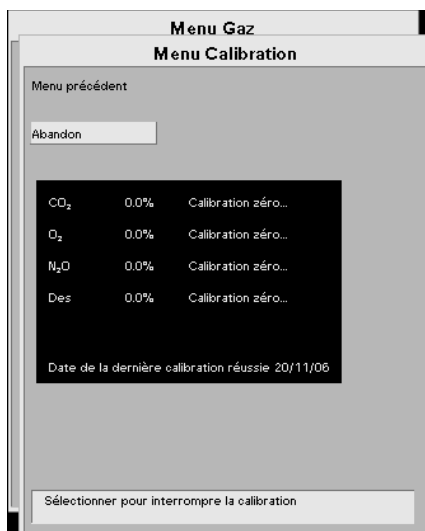 Menu Gaz
Menu Calibration
Menu précédent
Abandon
CO₂ 0.0% Calibration zéro...
O₂ 0.0% Calibration zéro...
N₂O 0.0% Calibration zéro...
Des 0.0% Calibration zéro...
Date de la dernière calibration réussie 20/11/06
Sélectionner pour interrompre la calibration